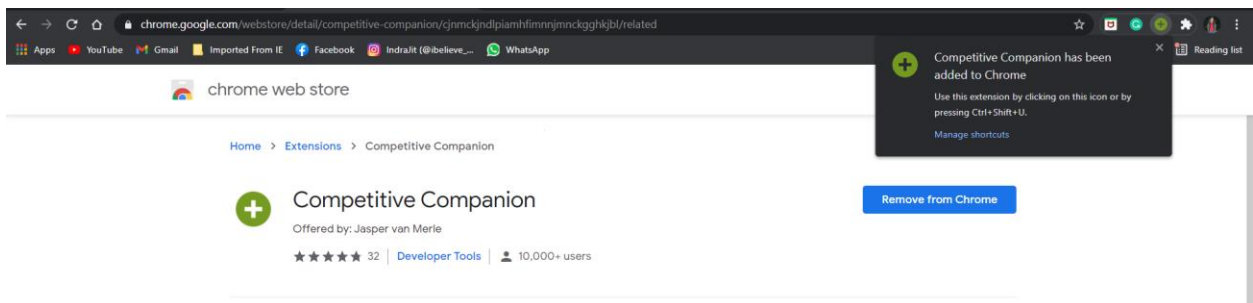 chrome.google.com/webstore/detail/competitive-companion/cjnmckjndlpiamhfimnnjmnckgghkjbl/related
Apps YouTube Gmail Imported From IE Facebook IndraJit (@ibelieve_... WhatsApp Reading list
Competitive Companion has been
added to Chrome
Use this extension by clicking on this icon or by
pressing Ctrl+Shift+U.
Manage shortcuts
chrome web store
Home > Extensions > Competitive Companion
Competitive Companion
Remove from Chrome
Offered by: Jasper van Merle
32 | Developer Tools | 10,000+ users